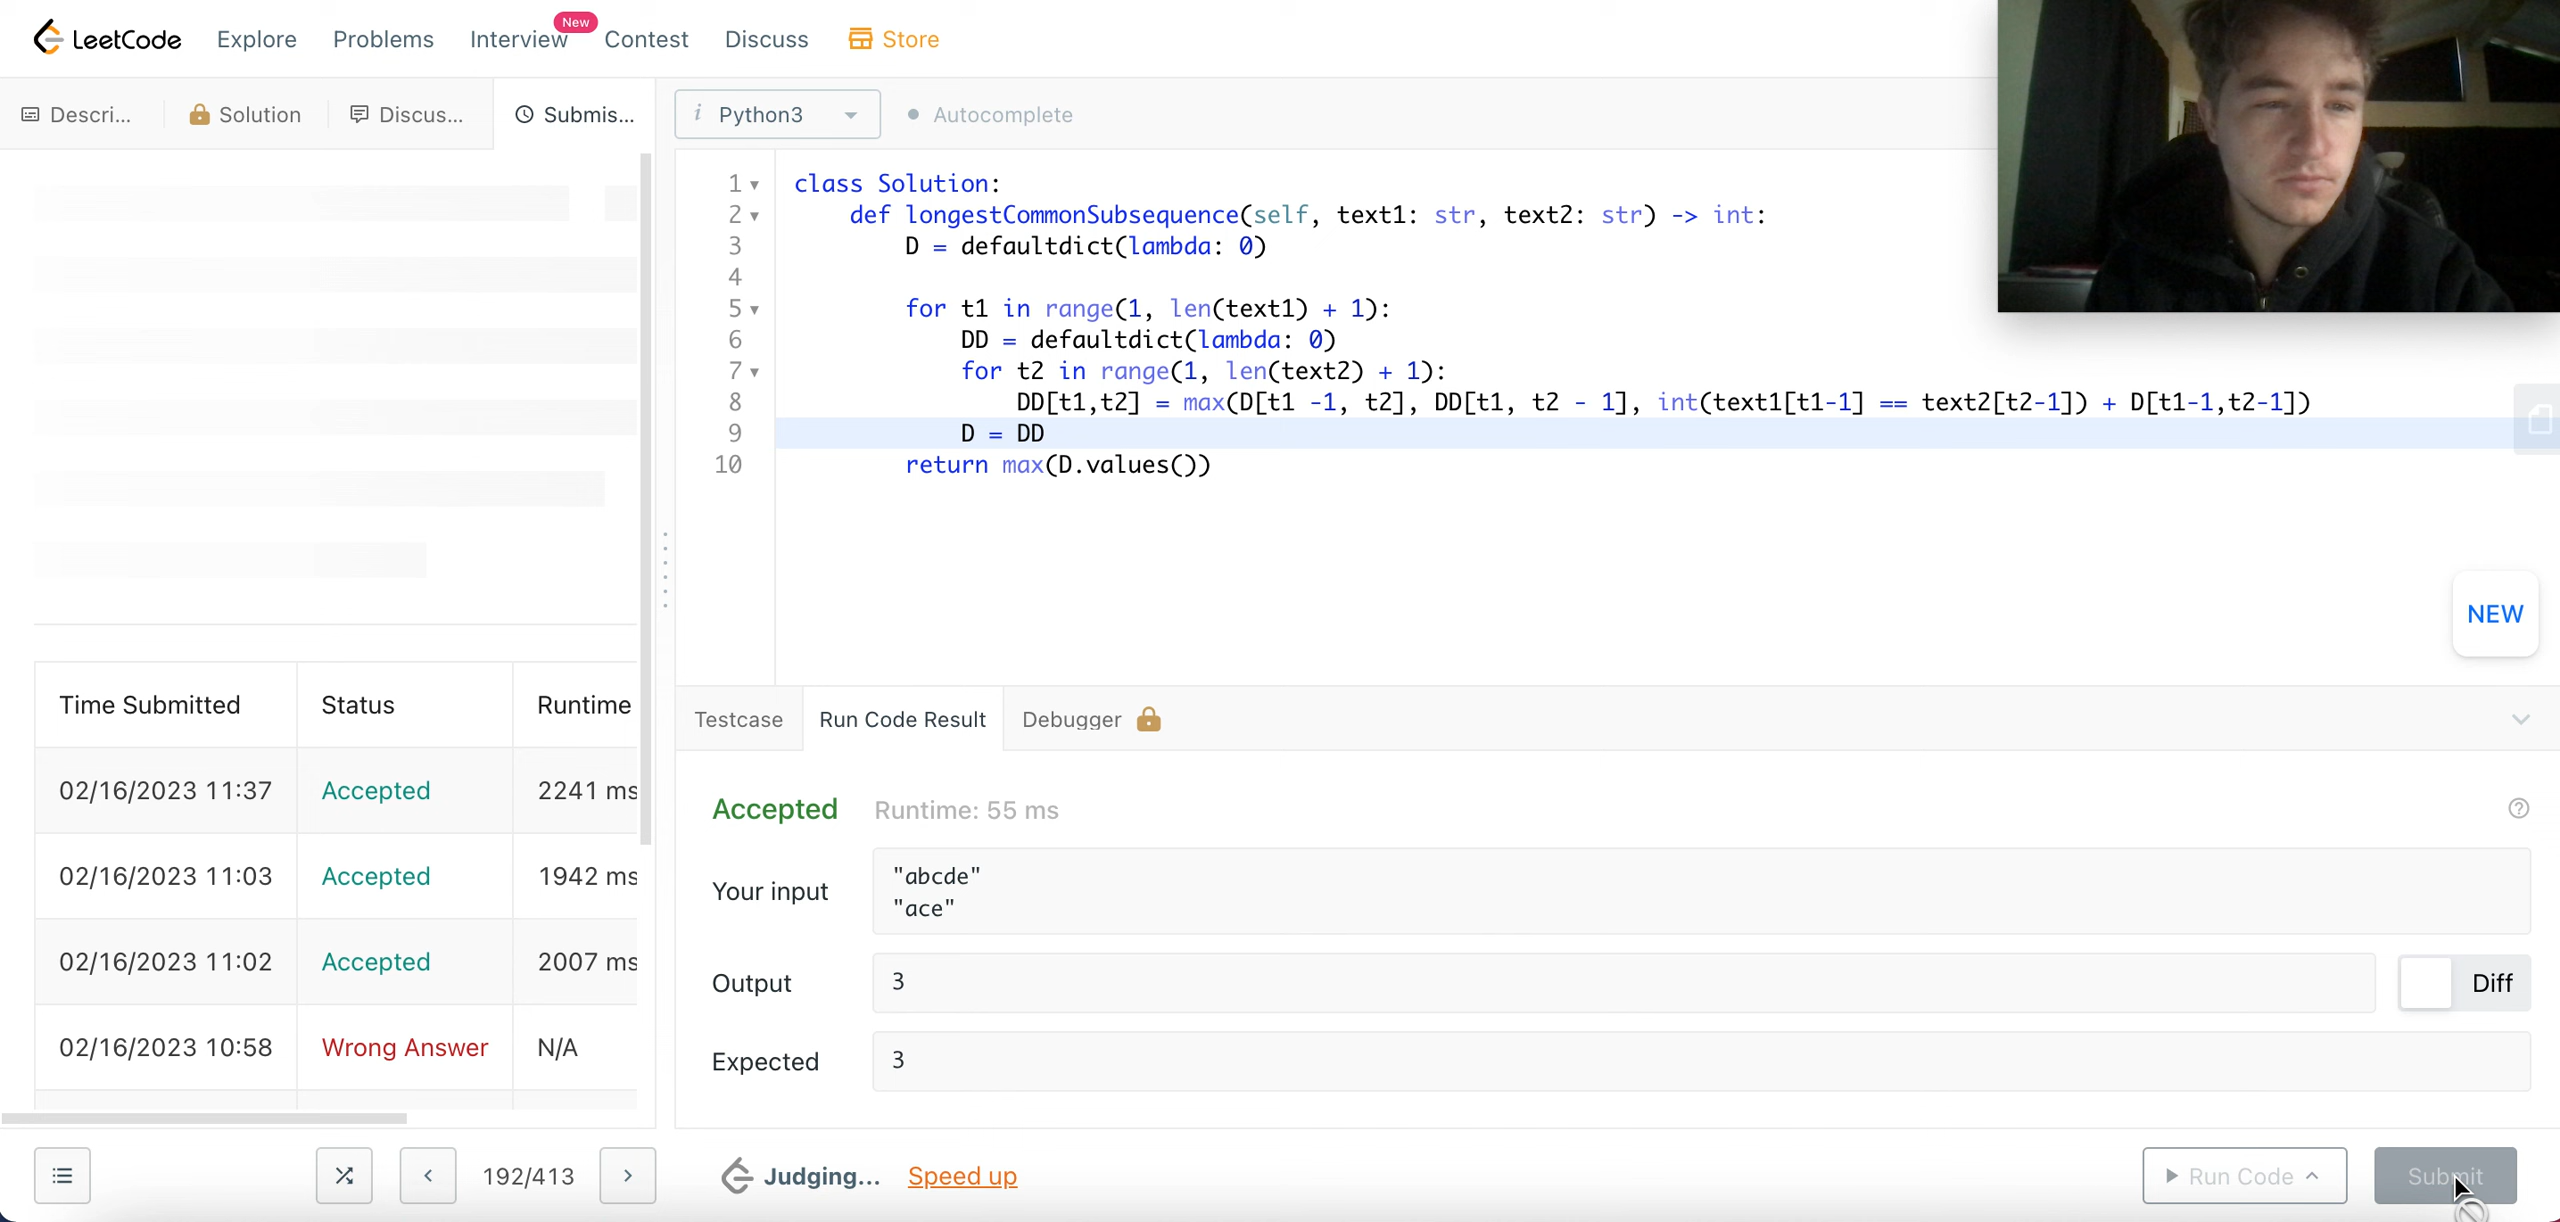 LeetCode Explore Problems Interview New Contest Discuss Store
Descri... Solution Discus... Submis...
i Python3 Autocomplete
1 class Solution:
2 def longestCommonSubsequence(self, text1: str, text2: str) -> int:
3 D = defaultdict(lambda: 0)
4
5 for t1 in range(1, len(text1) + 1):
6 DD = defaultdict(lambda: 0)
7 for t2 in range(1, len(text2) + 1):
8 DD[t1,t2] = max(D[t1 -1, t2], DD[t1, t2 - 1], int(text1[t1-1] == text2[t2-1]) + D[t1-1,t2-1])
9 D = DD
10 return max(D.values())
NEW
Time Submitted Status Runtime
02/16/2023 11:37 Accepted 2241 ms
02/16/2023 11:03 Accepted 1942 ms
02/16/2023 11:02 Accepted 2007 ms
02/16/2023 10:58 Wrong Answer N/A
Testcase Run Code Result Debugger
Accepted Runtime: 55 ms
Your input
"abcde"
"ace"
Output 3 Diff
Expected 3
192/413
Judging... Speed up
Run Code Submit